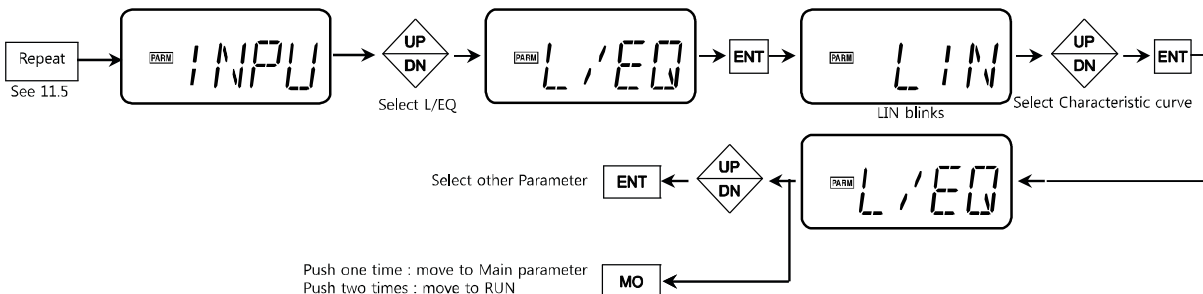 Repeat
See 11.5
PARM INPU
UP
DN
Select L/EQ
PARM L/EQ
ENT
PARM LIN
LIN blinks
UP
DN
Select Characteristic curve
ENT
Select other Parameter
ENT
UP
DN
PARM L/EQ
Push one time : move to Main parameter
Push two times : move to RUN
MO